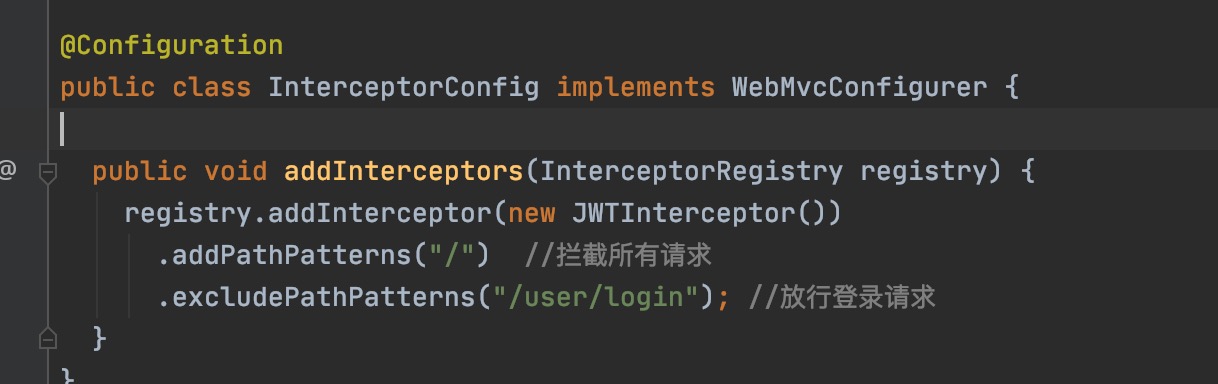 @Configuration
public class InterceptorConfig implements WebMvcConfigurer {
@ public void addInterceptors(InterceptorRegistry registry) {
registry.addInterceptor(new JWTInterceptor())
.addPathPatterns("/") //拦截所有请求
.excludePathPatterns("/user/login"); //放行登录请求
}
}